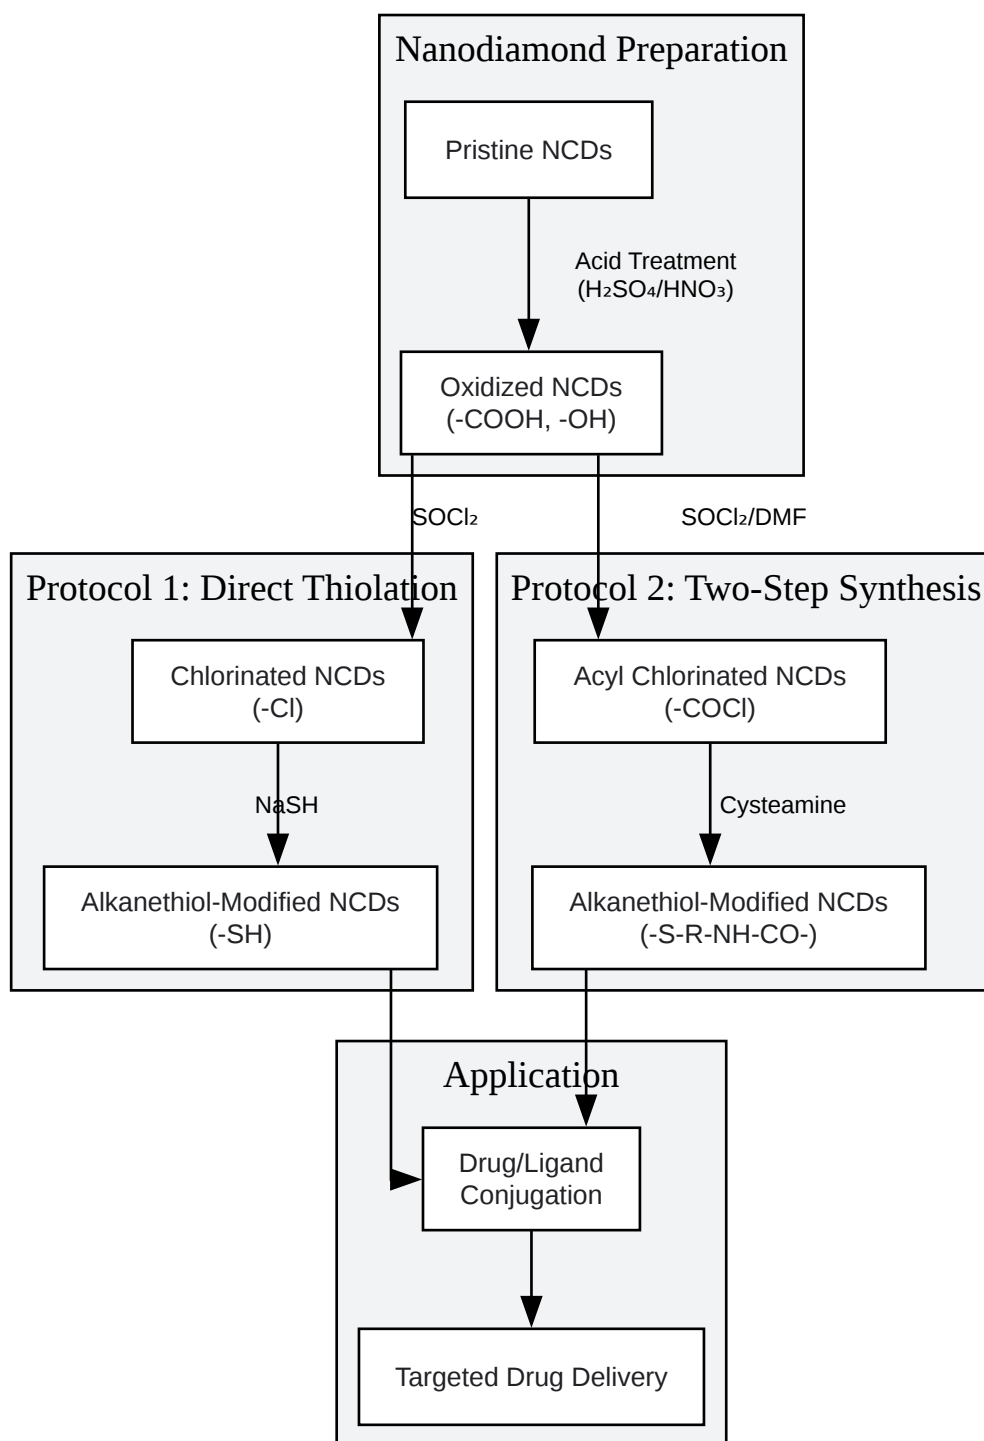 Nanodiamond Preparation
Pristine NCDs
Acid Treatment
(H₂SO₄/HNO₃)
Oxidized NCDs
(-COOH, -OH)
SOCl₂
SOCl₂/DMF
Protocol 1: Direct Thiolation
Chlorinated NCDs
(-Cl)
NaSH
Alkanethiol-Modified NCDs
(-SH)
Protocol 2: Two-Step Synthesis
Acyl Chlorinated NCDs
(-COCl)
Cysteamine
Alkanethiol-Modified NCDs
(-S-R-NH-CO-)
Application
Drug/Ligand
Conjugation
Targeted Drug Delivery